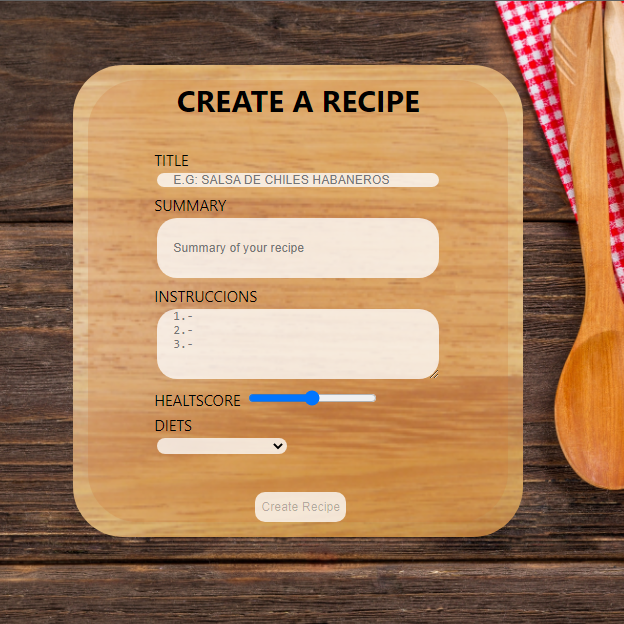 CREATE A RECIPE
TITLE
E.G: SALSA DE CHILES HABANEROS
SUMMARY
Summary of your recipe
INSTRUCCIONS
1.-
2.-
3.-
HEALTSCORE
DIETS
Create Recipe